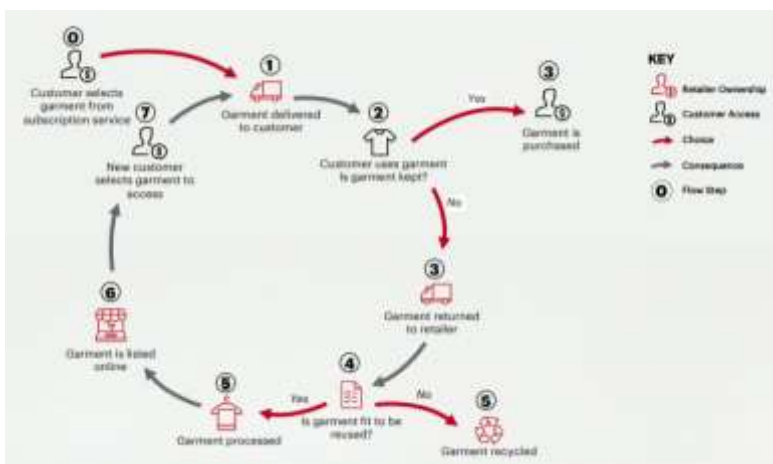 0
Customer selects
garment from
subscription service
1
Garment delivered
to customer
2
Customer uses garment
Is garment kept?
Yes
3
Garment is
purchased
No
3
Garment returned
to retailer
4
Is garment fit to be
reused?
No
5
Garment recycled
Yes
5
Garment processed
6
Garment is listed
online
7
New customer
selects garment to
access
KEY
Retailer Ownership
Customer Access
Choice
Consequence
0 Flow Step